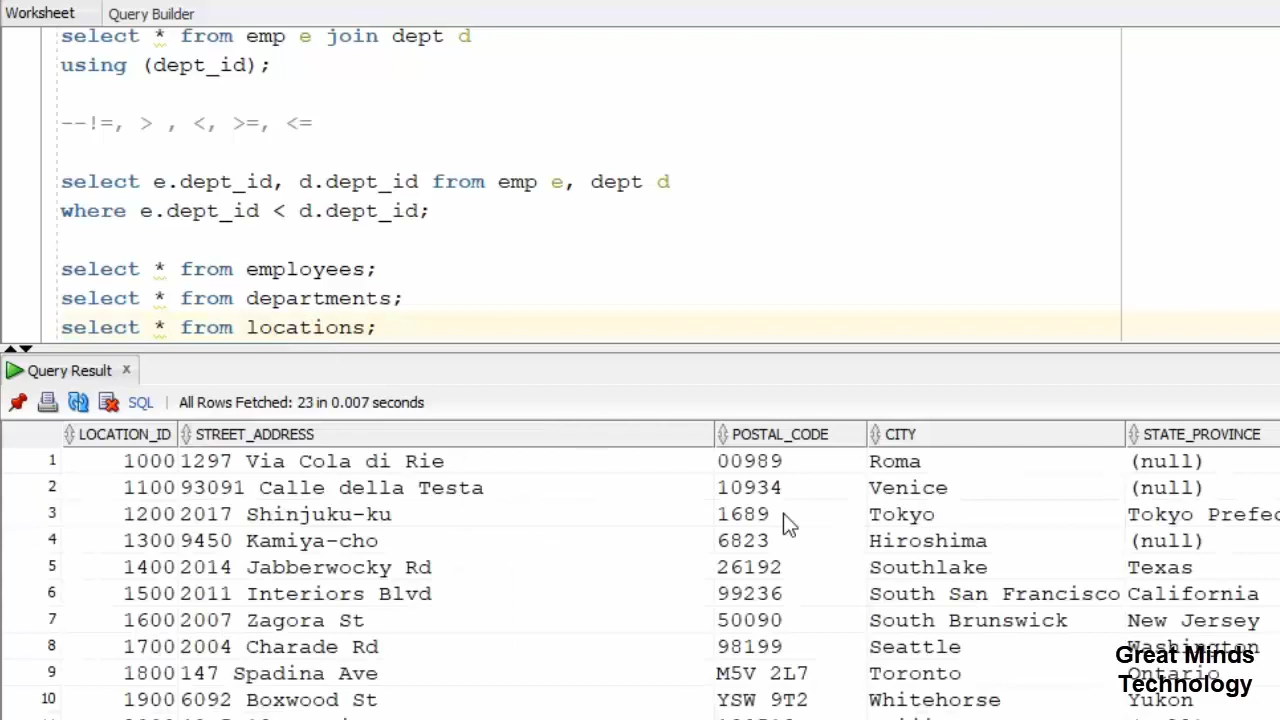 Worksheet Query Builder
select * from emp e join dept d
using (dept_id);
--!=, > , <, >=, <=
select e.dept_id, d.dept_id from emp e, dept d
where e.dept_id < d.dept_id;
select * from employees;
select * from departments;
select * from locations;
Query Result x
SQL | All Rows Fetched: 23 in 0.007 seconds
LOCATION_ID STREET_ADDRESS POSTAL_CODE CITY STATE_PROVINCE
1 1000 1297 Via Cola di Rie 00989 Roma (null)
2 1100 93091 Calle della Testa 10934 Venice (null)
3 1200 2017 Shinjuku-ku 1689 Tokyo Tokyo Prefec
4 1300 9450 Kamiya-cho 6823 Hiroshima (null)
5 1400 2014 Jabberwocky Rd 26192 Southlake Texas
6 1500 2011 Interiors Blvd 99236 South San Francisco California
7 1600 2007 Zagora St 50090 South Brunswick New Jersey
8 1700 2004 Charade Rd 98199 Seattle Washington
9 1800 147 Spadina Ave M5V 2L7 Toronto Ontario
10 1900 6092 Boxwood St YSW 9T2 Whitehorse Yukon
Great Minds
Technology